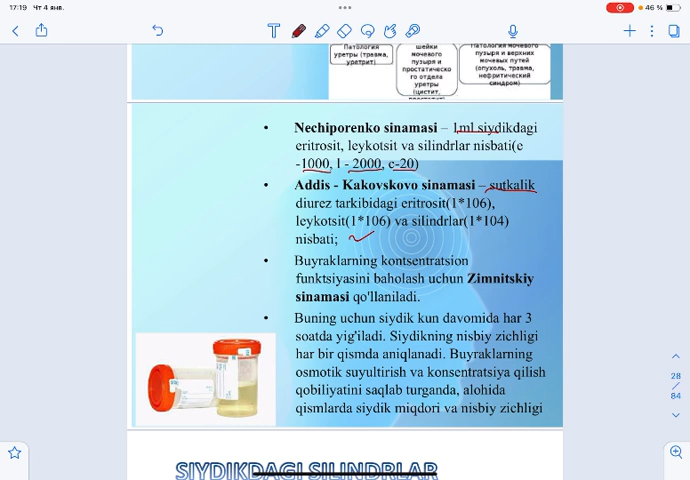 17:19 Чт 4 янв.
46 %
Патология
уретры (травма,
уретрит)
шейки
мочевого
пузыря и
простатическо
го отдела
уретры
(цистит,
Патология мочевого
пузыря и верхних
мочевых путей
(опухоль, травма,
нефритический
синдром)
• Nechiporenko sinamasi – 1ml siydikdagi
eritrosit, leykotsit va silindrlar nisbati(e
-1000, l - 2000, c-20)
• Addis - Kakovskovo sinamasi – sutkalik
diurez tarkibidagi eritrosit(1*106),
leykotsit(1*106) va silindrlar(1*104)
nisbati;
• Buyraklarning kontsentratsion
funktsiyasini baholash uchun Zimnitskiy
sinamasi qo'llaniladi.
• Buning uchun siydik kun davomida har 3
soatda yig'iladi. Siydikning nisbiy zichligi
har bir qismda aniqlanadi. Buyraklarning
osmotik suyultirish va konsentratsiya qilish
qobiliyatini saqlab turganda, alohida
qismlarda siydik miqdori va nisbiy zichligi
28
/
84
SIYDIKDAGI SILINDRLAR